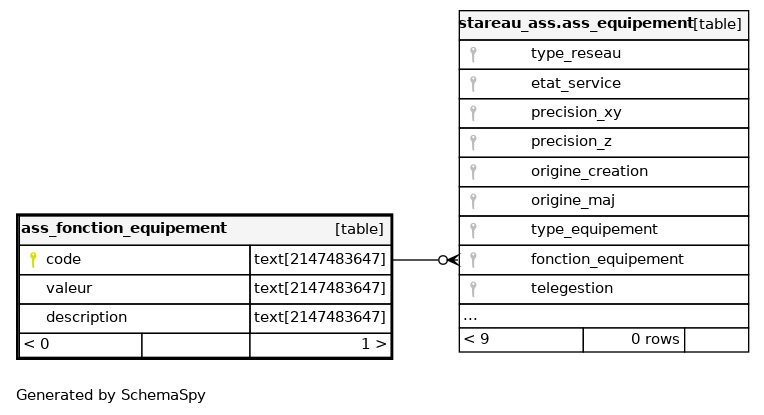 stareau_ass.ass_equipement[table]
type_reseau
etat_service
precision_xy
precision_z
origine_creation
origine_maj
type_equipement
fonction_equipement
telegestion
...
< 9 0 rows
ass_fonction_equipement [table]
code text[2147483647]
valeur text[2147483647]
description text[2147483647]
< 0 1 >
Generated by SchemaSpy